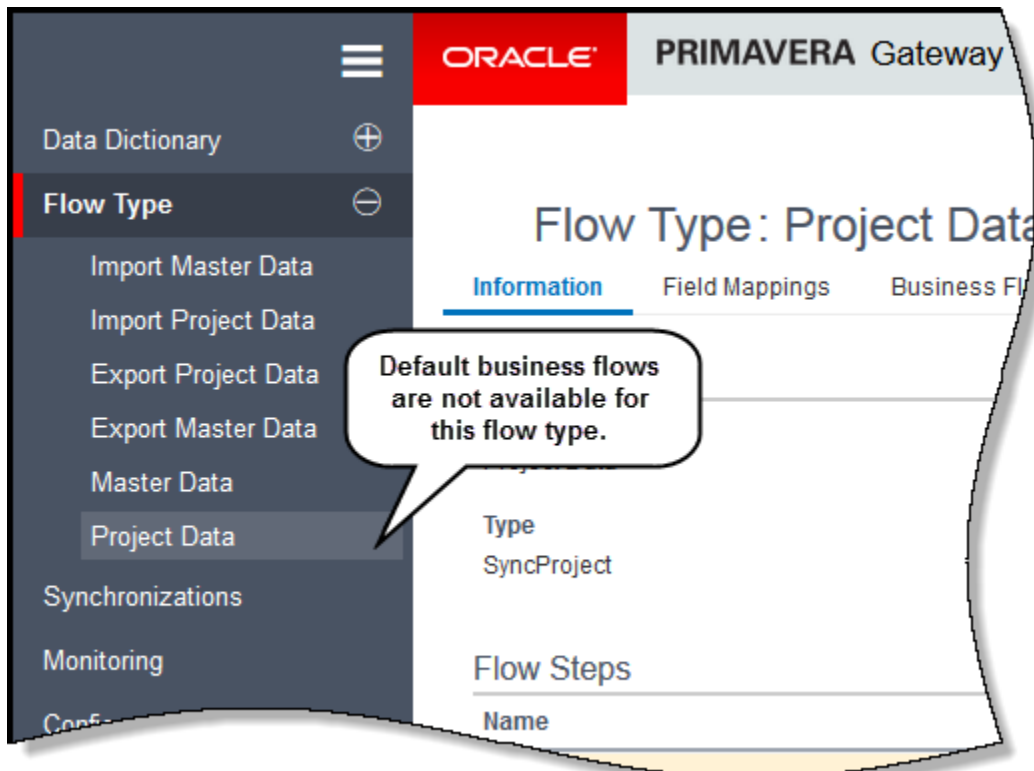 ORACLE
PRIMAVERA Gateway
Data Dictionary
Flow Type
Import Master Data
Import Project Data
Export Project Data
Export Master Data
Master Data
Project Data
Synchronizations
Monitoring
Flow Type: Project Data
Information
Field Mappings
Business
Default business flows
are not available for
this flow type.
Type
SyncProject
Flow Steps
Name